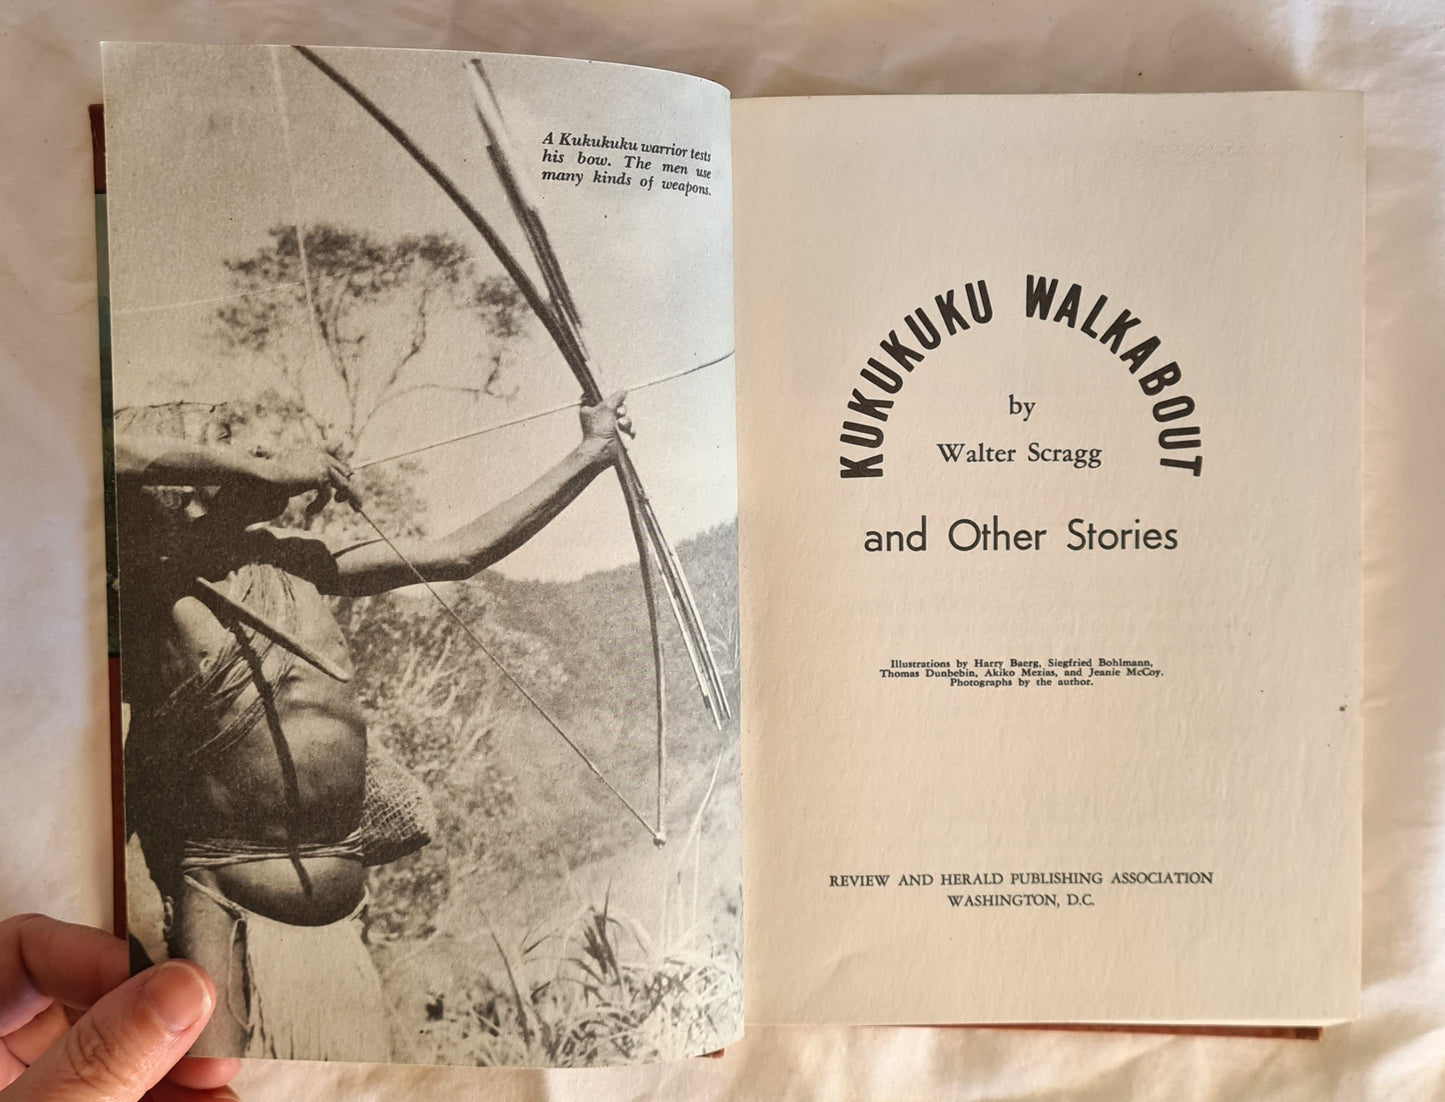 A Kukukuku warrior tests
his bow. The men use
many kinds of weapons.
KUKUKUKU WALKABOUT
by
Walter Scragg
and Other Stories
Illustrations by Harry Baerg, Siegfried Bohlmann,
Thomas Dunbebin, Akiko Mezias, and Jeanie McCoy.
Photographs by the author.
REVIEW AND HERALD PUBLISHING ASSOCIATION
WASHINGTON, D.C.